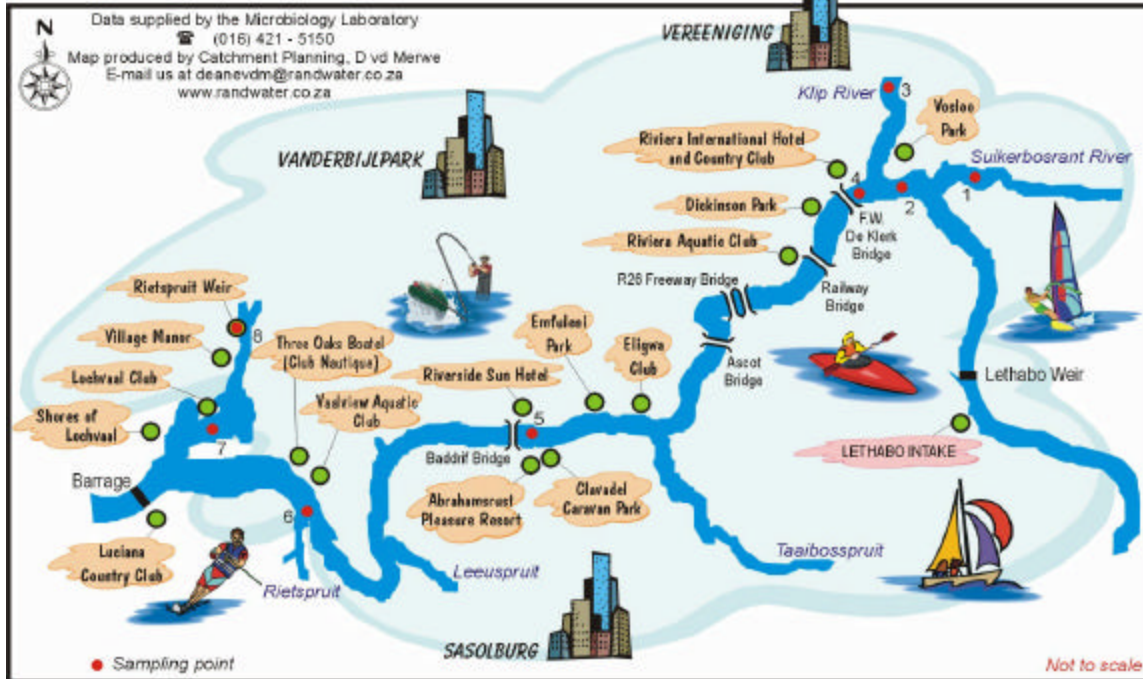 N
Data supplied by the Microbiology Laboratory
☎ (016) 421 - 5150
Map produced by Catchment Planning, D vd Merwe
E-mail us at deanevdm@randwater.co.za
www.randwater.co.za
VEREENIGING
Klip River
3
Vosloo
Park
Riviera International Hotel
and Country Club
Suikerbosrant River
VANDERBIJLPARK
4
2
1
Dickinson Park
F.W.
De Klerk
Bridge
Riviera Aquatic Club
R26 Freeway Bridge
Railway
Bridge
Rietspruit Weir
8
Village Manor
Three Oaks Boatel
(Club Nautique)
Emfuleni
Park
Eligwa
Club
Ascot
Bridge
Lochvaal Club
Riverside Sun Hotel
Lethabo Weir
Vaalview Aquatic
Club
Shores of
Lochvaal
7
5
Baddrif Bridge
LETHABO INTAKE
Barrage
Abrahamsrust
Pleasure Resort
Clavadel
Caravan Park
6
Luciana
Country Club
Rietspruit
Leeuspruit
Taaibosspruit
SASOLBURG
Sampling point
Not to scale